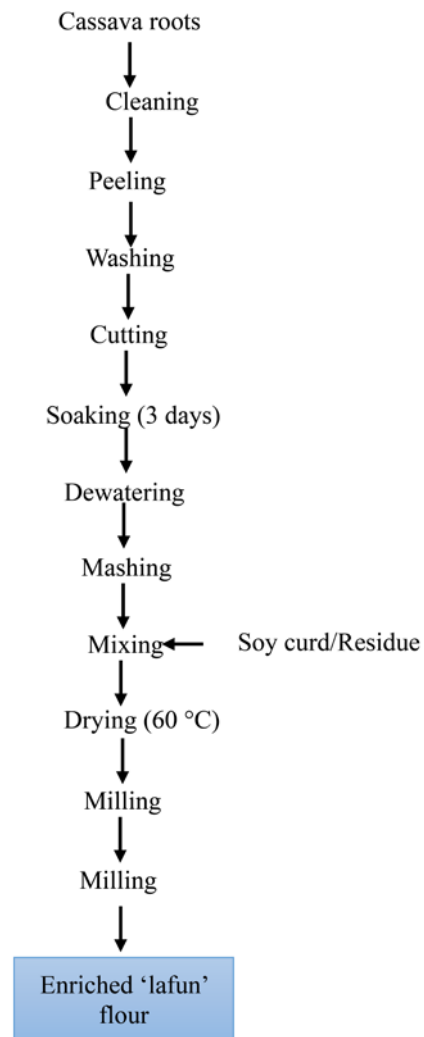 Cassava roots
Cleaning
Peeling
Washing
Cutting
Soaking (3 days)
Dewatering
Mashing
Mixing
Soy curd/Residue
Drying (60 °C)
Milling
Milling
Enriched ‘lafun’
flour